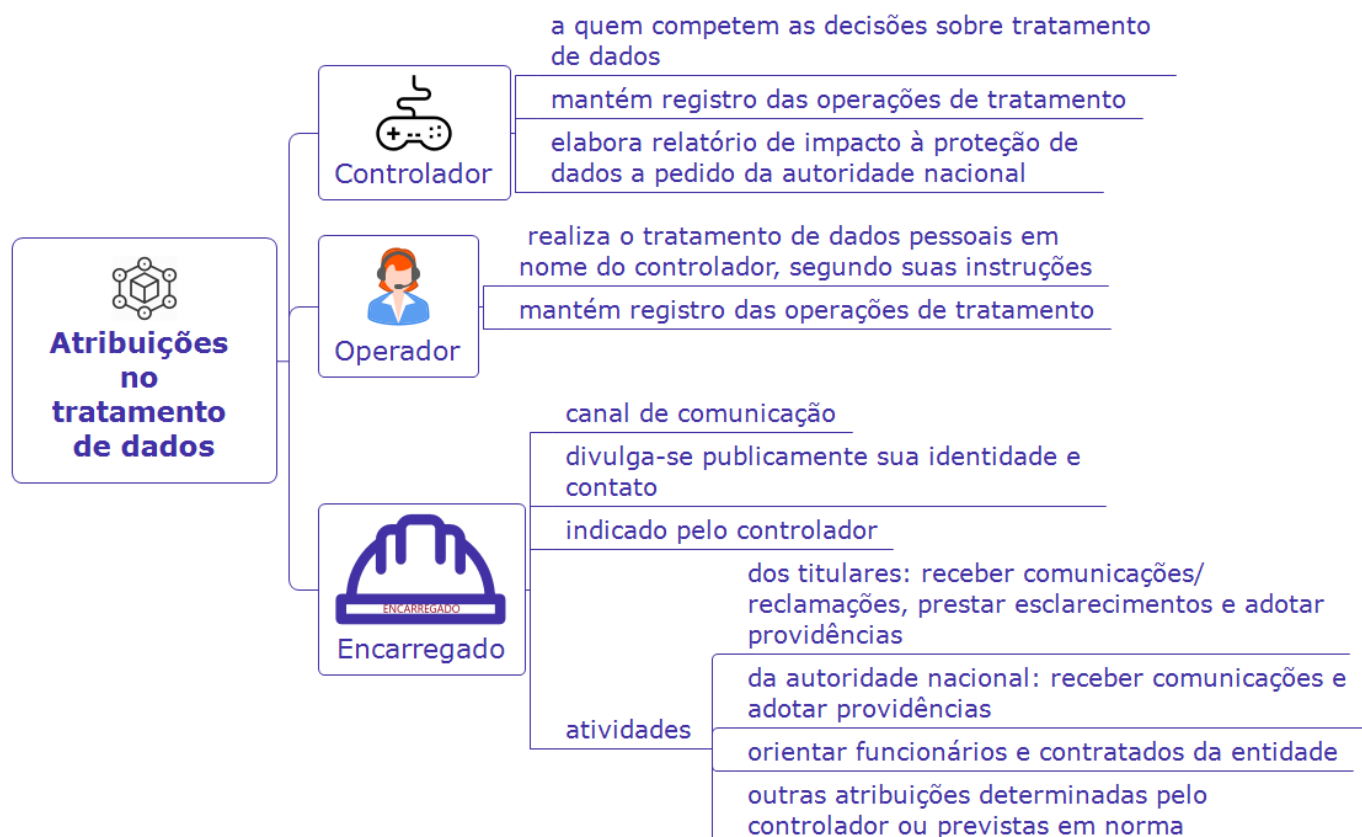 Atribuições
no
tratamento
de dados
Controlador
a quem competem as decisões sobre tratamento
de dados
mantém registro das operações de tratamento
elabora relatório de impacto à proteção de
dados a pedido da autoridade nacional
Operador
realiza o tratamento de dados pessoais em
nome do controlador, segundo suas instruções
mantém registro das operações de tratamento
ENCARREGADO
Encarregado
canal de comunicação
divulga-se publicamente sua identidade e
contato
indicado pelo controlador
atividades
dos titulares: receber comunicações/
reclamações, prestar esclarecimentos e adotar
providências
da autoridade nacional: receber comunicações e
adotar providências
orientar funcionários e contratados da entidade
outras atribuições determinadas pelo
controlador ou previstas em norma